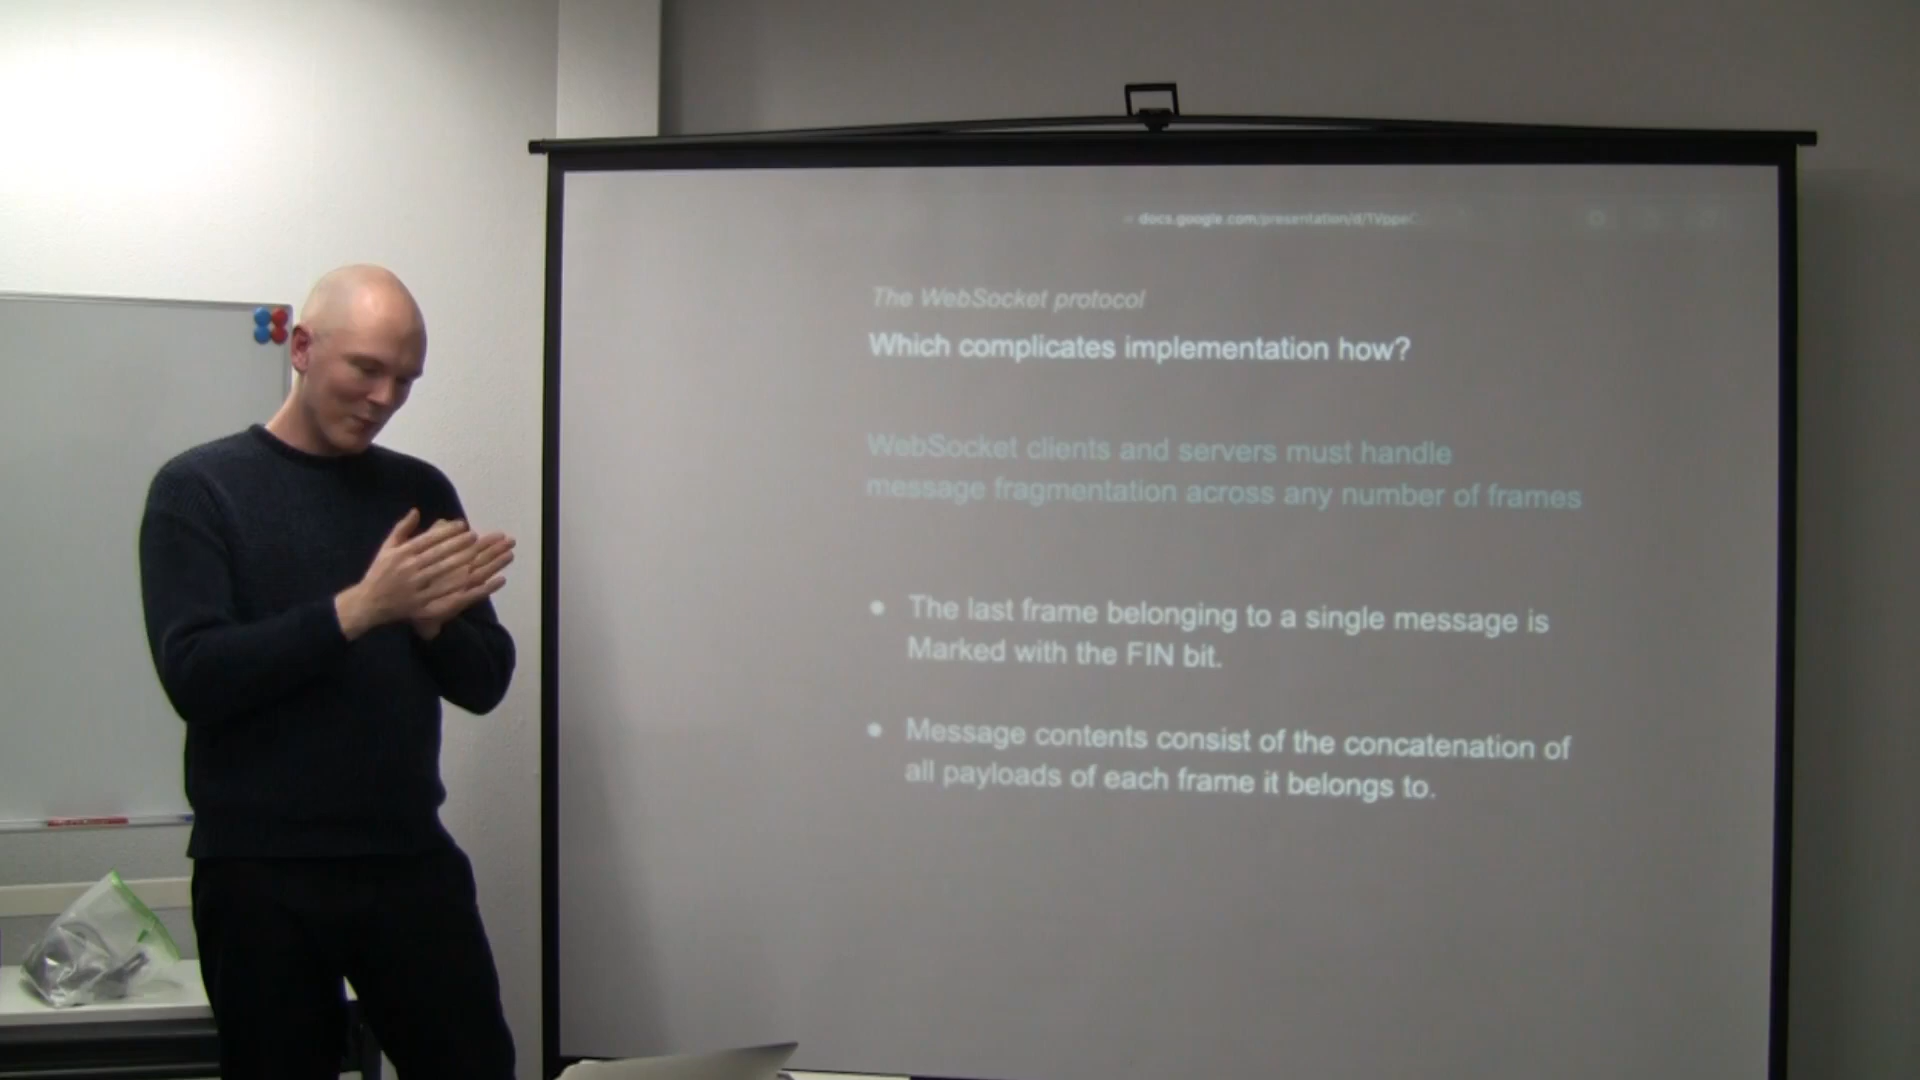 docs.google.com/presentation/d/1Vppe
The WebSocket protocol
Which complicates implementation how?
WebSocket clients and servers must handle
message fragmentation across any number of frames
● The last frame belonging to a single message is
Marked with the FIN bit.
● Message contents consist of the concatenation of
all payloads of each frame it belongs to.